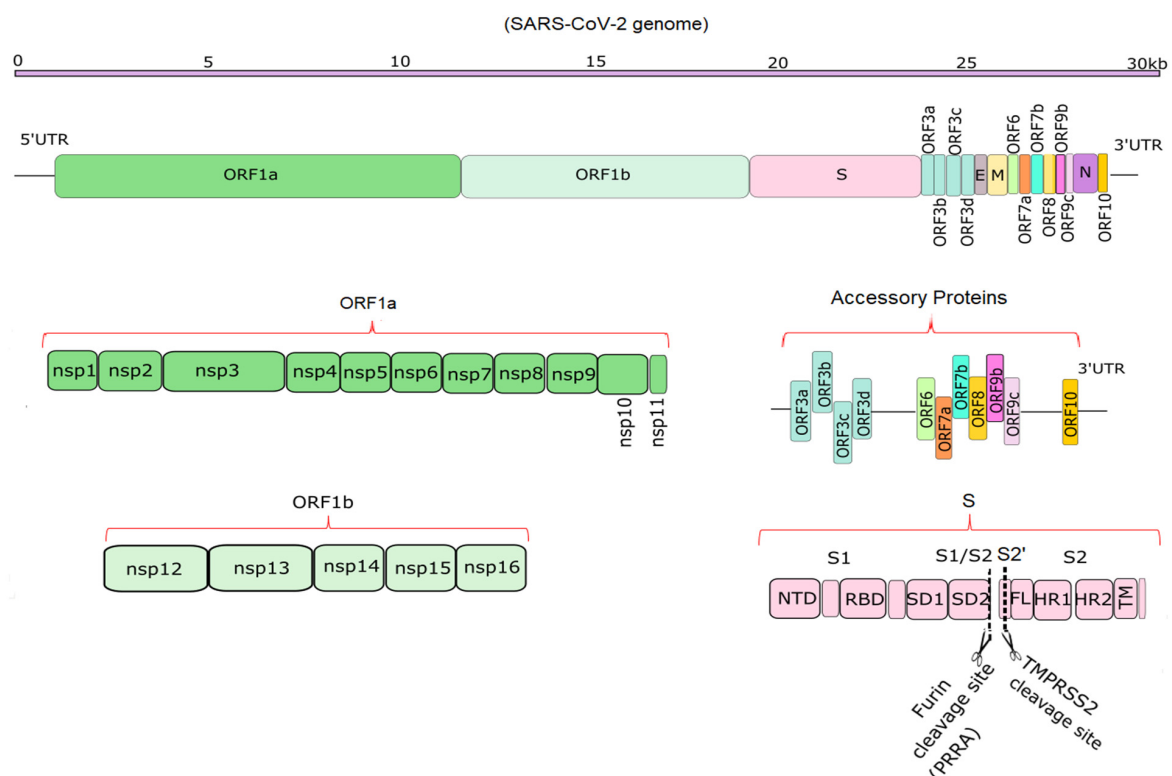 (SARS-CoV-2 genome)
0 5 10 15 20 25 30kb
5'UTR
ORF3a
ORF3c
ORF6
ORF7b
ORF9b
3'UTR
ORF1a
ORF1b
S
E
M
N
ORF3b
ORF3d
ORF7a
ORF8
ORF9c
ORF10
ORF1a
nsp1 nsp2 nsp3 nsp4 nsp5 nsp6 nsp7 nsp8 nsp9
nsp10
nsp11
Accessory Proteins
3'UTR
ORF3a
ORF3b
ORF3c
ORF3d
ORF6
ORF7a
ORF7b
ORF8
ORF9b
ORF9c
ORF10
ORF1b
nsp12 nsp13 nsp14 nsp15 nsp16
S
S1 S1/S2 S2' S2
NTD RBD SD1 SD2 FL HR1 HR2 TM
Furin
cleavage site
(PRRA)
TMPRSS2
cleavage site